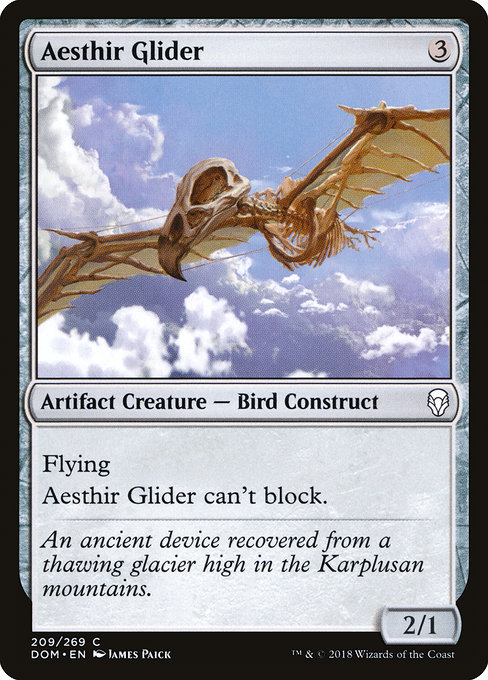 Aesthir Glider 3
Artifact Creature — Bird Construct
Flying
Aesthir Glider can't block.
An ancient device recovered from a
thawing glacier high in the Karplusan
mountains.
2/1
209/269 C
DOM • EN James Paick
™ & © 2018 Wizards of the Coast